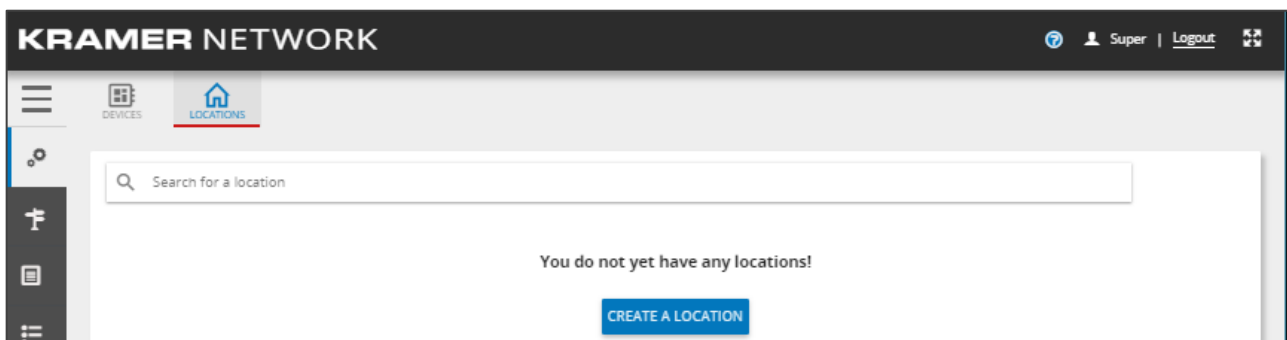 KRAMER NETWORK
Super | Logout
DEVICES
LOCATIONS
Search for a location
You do not yet have any locations!
CREATE A LOCATION